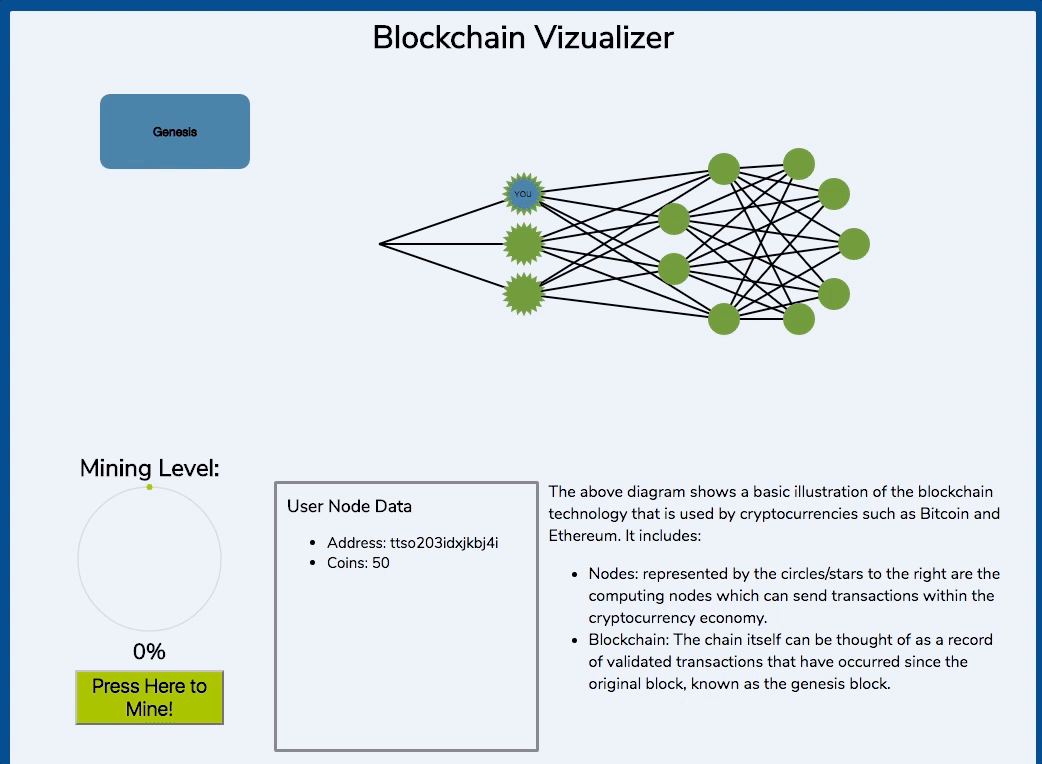 Blockchain Vizualizer
Genesis
YOU
Mining Level:
0%
Press Here to
Mine!
User Node Data
Address: ttso203idxjkbj4i
Coins: 50
The above diagram shows a basic illustration of the blockchain
technology that is used by cryptocurrencies such as Bitcoin and
Ethereum. It includes:
Nodes: represented by the circles/stars to the right are the
computing nodes which can send transactions within the
cryptocurrency economy.
Blockchain: The chain itself can be thought of as a record
of validated transactions that have occurred since the
original block, known as the genesis block.